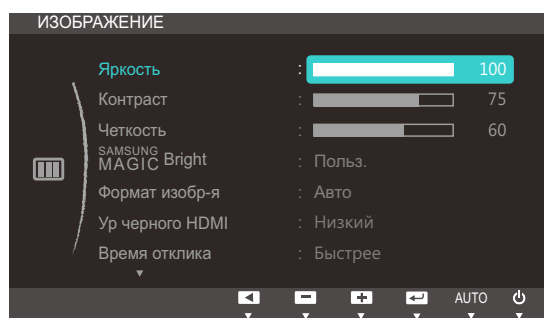 ИЗОБРАЖЕНИЕ
Яркость : 100
Контраст : 75
Четкость : 60
SAMSUNG MAGIC Bright : Польз.
Формат изобр-я : Авто
Ур черного HDMI : Низкий
Время отклика : Быстрее
AUTO